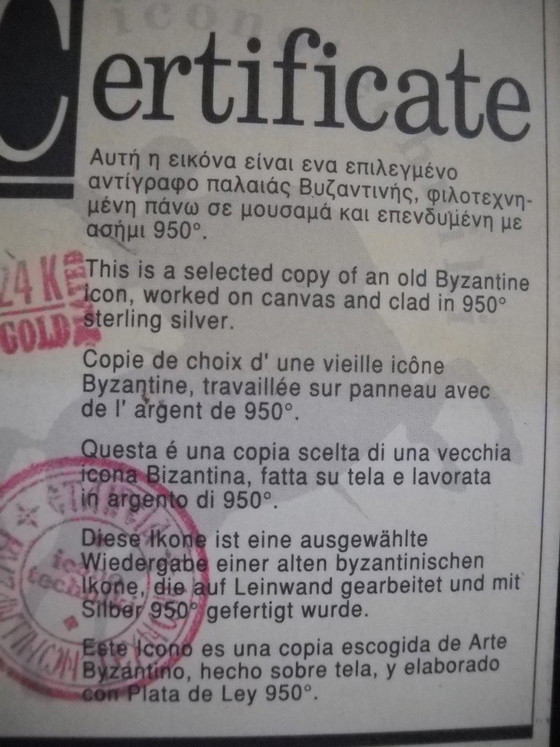 Certificate
Αυτή η εικόνα είναι ενα επιλεγμένο
αντίγραφο παλαιάς Βυζαντινής, φιλοτεχνη-
μένη πάνω σε μουσαμά και επενδυμένη με
ασήμι 950°.
This is a selected copy of an old Byzantine
icon, worked on canvas and clad in 950°
sterling silver.
24 K
GOLD
PLATED
Copie de choix d' une vieille icône
Byzantine, travaillée sur panneau avec
de l' argent de 950°.
Questa é una copia scelta di una vecchia
icona Bizantina, fatta su tela e lavorata
in argento di 950°.
Diese Ikone ist eine ausgewählte
Wiedergabe einer alten byzantinischen
Ikone, die auf Leinwand gearbeitet und mit
Silber 950° gefertigt wurde.
Este Icono es una copia escogida de Arte
Byzantino, hecho sobre tela, y elaborado
con Plata de Ley 950°.